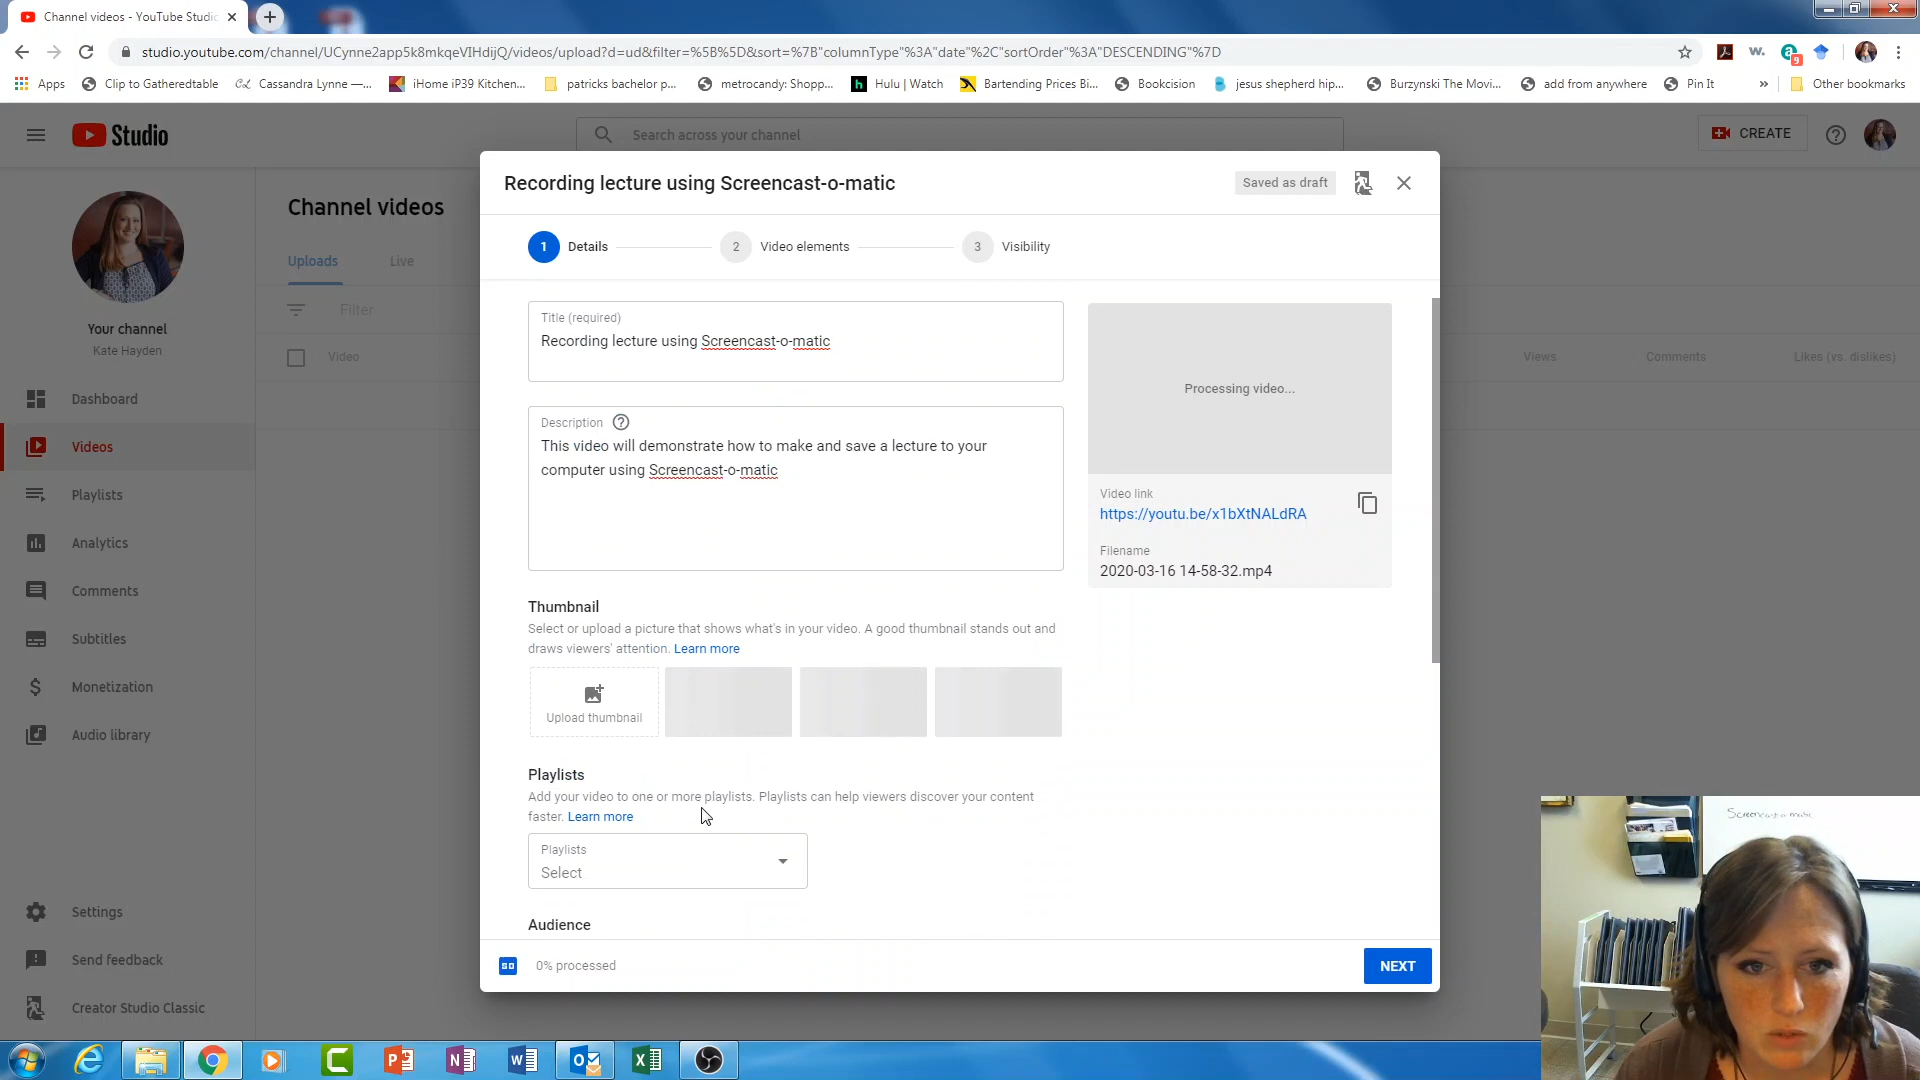 Channel videos - YouTube Studio
studio.youtube.com/channel/UCynne2app5k8mkqeVIHdijQ/videos/upload?d=ud&filter=%5B%5D&sort=%7B"columnType"%3A"date"%2C"sortOrder"%3A"DESCENDING"%7D
w.
a
9
Apps
Clip to Gatheredtable
CL Cassandra Lynne —...
iHome iP39 Kitchen...
patricks bachelor p...
metrocandy: Shopp...
h Hulu | Watch
Bartending Prices Bi...
Bookcision
jesus shepherd hip...
Burzynski The Movi...
add from anywhere
Pin It
»
Other bookmarks
Studio
Search across your channel
CREATE
Your channel
Kate Hayden
Dashboard
Videos
Playlists
Analytics
Comments
Subtitles
Monetization
Audio library
Settings
Send feedback
Creator Studio Classic
Channel videos
Uploads
Live
Filter
Video
Views
Comments
Likes (vs. dislikes)
Recording lecture using Screencast-o-matic
Saved as draft
1 Details
2 Video elements
3 Visibility
Title (required)
Recording lecture using Screencast-o-matic
Description
This video will demonstrate how to make and save a lecture to your
computer using Screencast-o-matic
Processing video...
Video link
https://youtu.be/x1bXtNALdRA
Filename
2020-03-16 14-58-32.mp4
Thumbnail
Select or upload a picture that shows what's in your video. A good thumbnail stands out and
draws viewers' attention. Learn more
Upload thumbnail
Playlists
Add your video to one or more playlists. Playlists can help viewers discover your content
faster. Learn more
Playlists
Select
Audience
SD
0% processed
NEXT
Screencast-o-matic